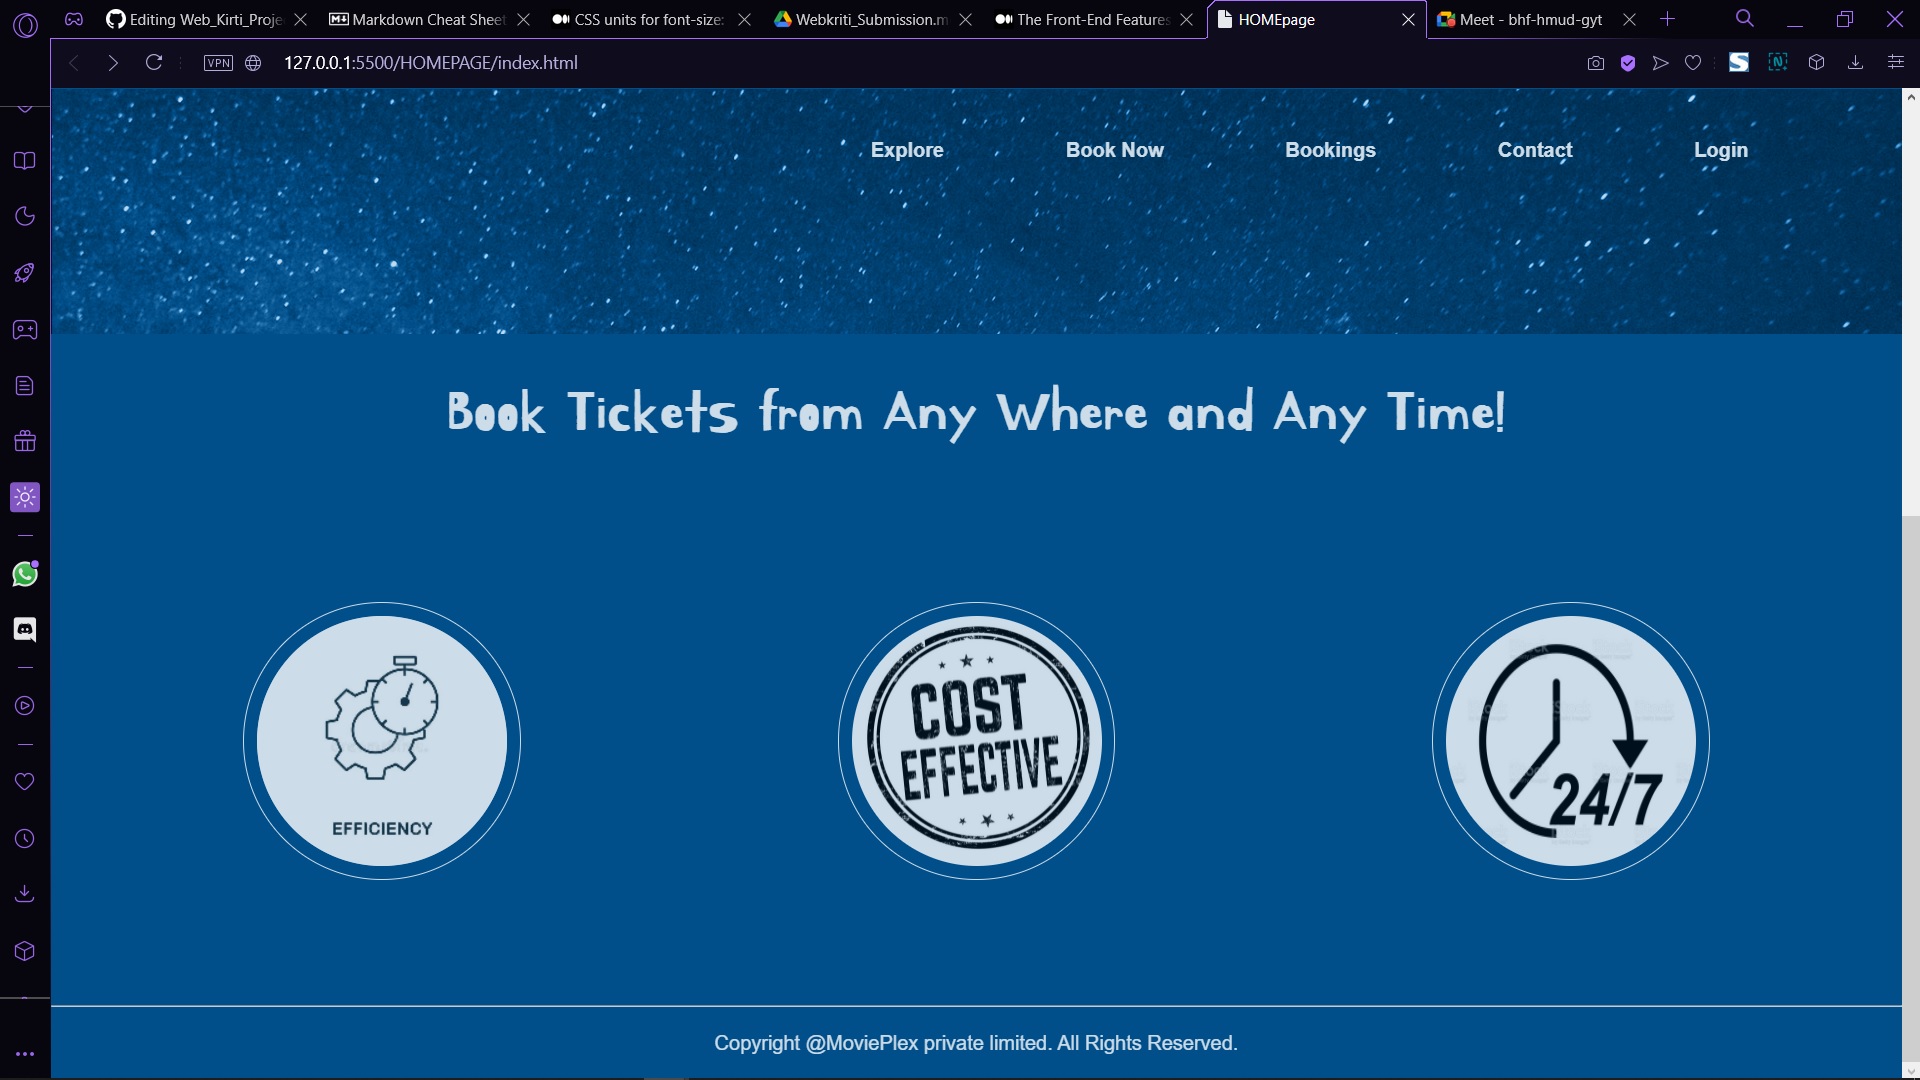 Editing Web_Kirti_Proje
Markdown Cheat Sheet
CSS units for font-size:
Webkriti_Submission.m
The Front-End Features
HOMEpage
Meet - bhf-hmud-gyt
VPN
127.0.0.1:5500/HOMEPAGE/index.html
Explore
Book Now
Bookings
Contact
Login
Book Tickets from Any Where and Any Time!
EFFICIENCY
COST
EFFECTIVE
24/7
Copyright @MoviePlex private limited. All Rights Reserved.